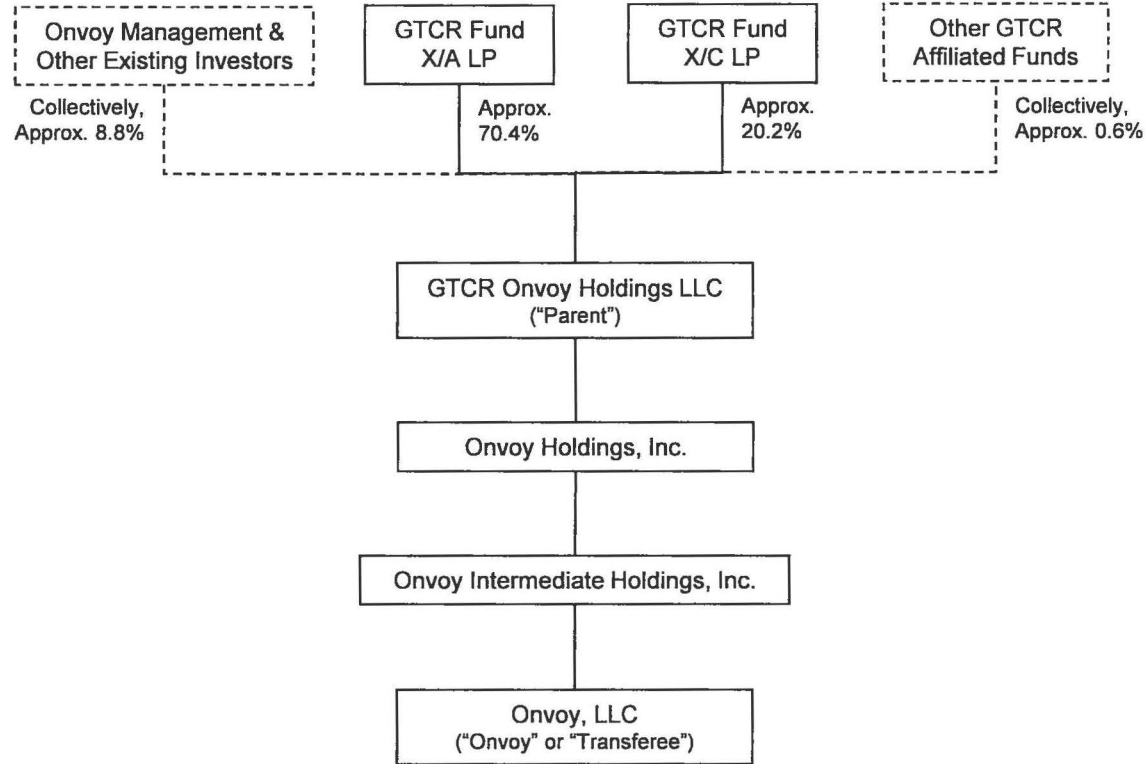 Onvoy Management &
Other Existing Investors
GTCR Fund
X/A LP
GTCR Fund
X/C LP
Other GTCR
Affiliated Funds
Collectively,
Approx. 8.8%
Approx.
70.4%
Approx.
20.2%
Collectively,
Approx. 0.6%
GTCR Onvoy Holdings LLC
(“Parent”)
Onvoy Holdings, Inc.
Onvoy Intermediate Holdings, Inc.
Onvoy, LLC
(“Onvoy” or “Transferee”)